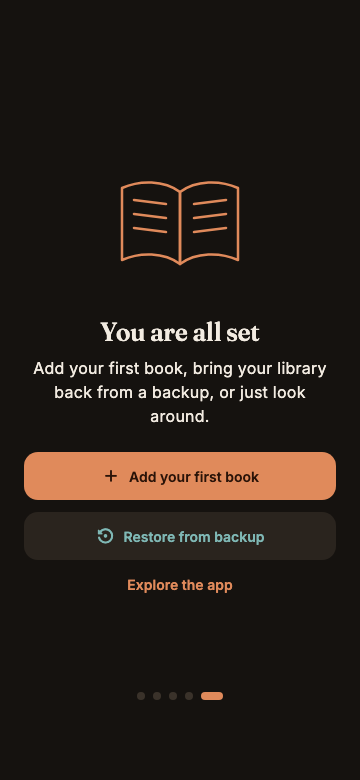 You are all set
Add your first book, bring your library
back from a backup, or just look
around.
Add your first book
Restore from backup
Explore the app